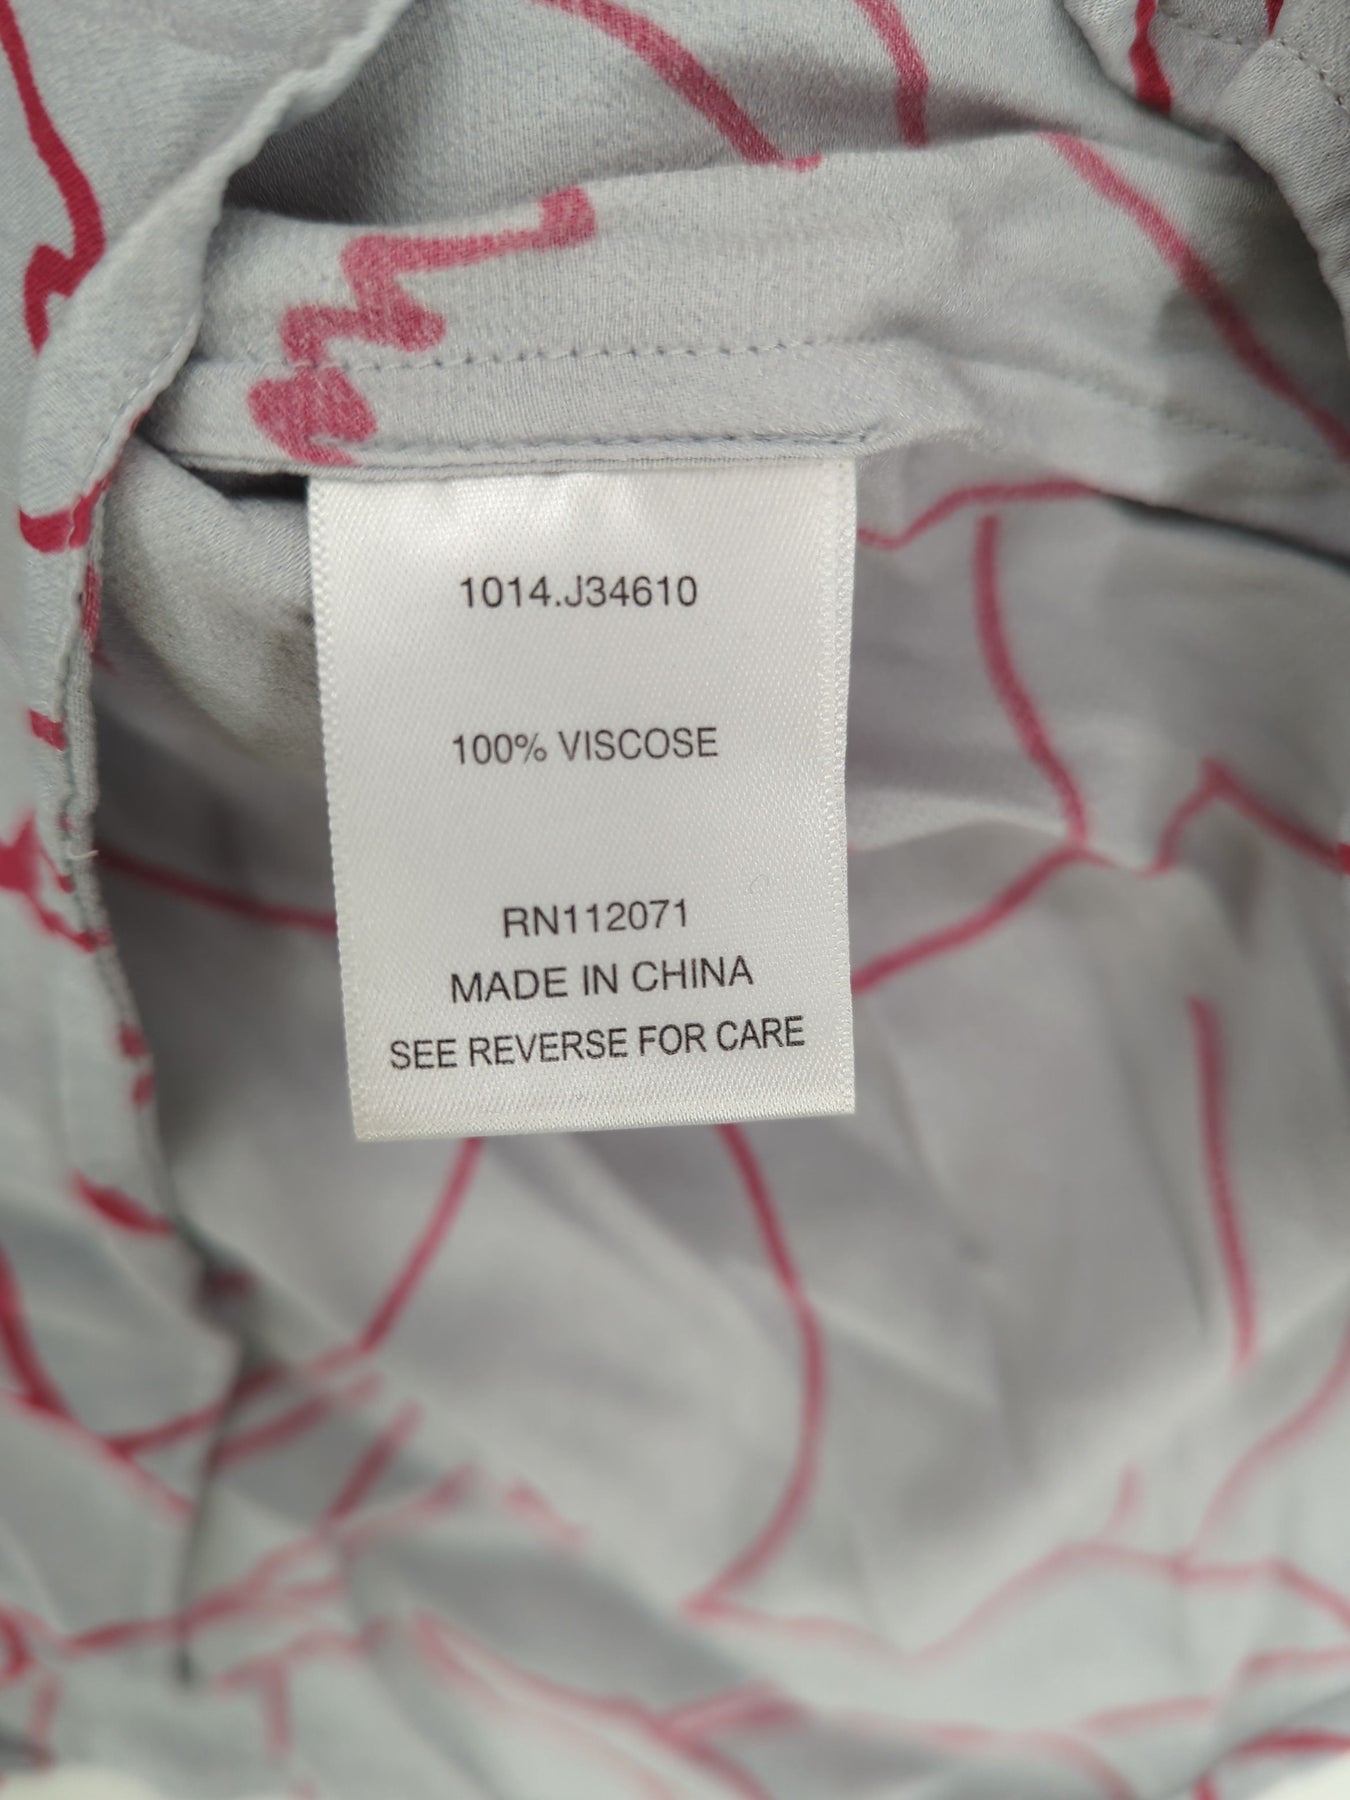 1014.J34610
100% VISCOSE
RN112071
MADE IN CHINA
SEE REVERSE FOR CARE